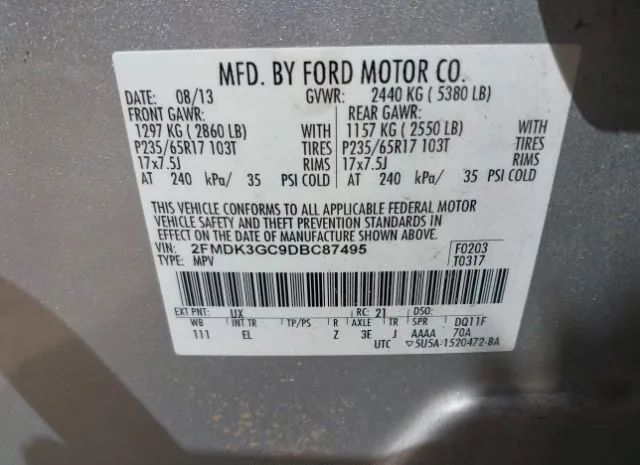 MFD. BY FORD MOTOR CO.
DATE: 08/13 GVWR: 2440 KG ( 5380 LB)
FRONT GAWR: REAR GAWR:
1297 KG ( 2860 LB) WITH 1157 KG ( 2550 LB) WITH
P235/65R17 103T TIRES P235/65R17 103T TIRES
17x7.5J RIMS 17x7.5J RIMS
AT 240 kPa/ 35 PSI COLD AT 240 kPa/ 35 PSI COLD
THIS VEHICLE CONFORMS TO ALL APPLICABLE FEDERAL MOTOR
VEHICLE SAFETY AND THEFT PREVENTION STANDARDS IN
EFFECT ON THE DATE OF MANUFACTURE SHOWN ABOVE.
VIN: 2FMDK3GC9DBC87495 F0203
TYPE: MPV T0317
EXT PNT: UX RC: 21 DSO:
WB INT TR TP/PS R AXLE TR SPR DQ11F
111 EL Z 3E J AAAA 70A
UTC ▽5U5A-1520472-BA